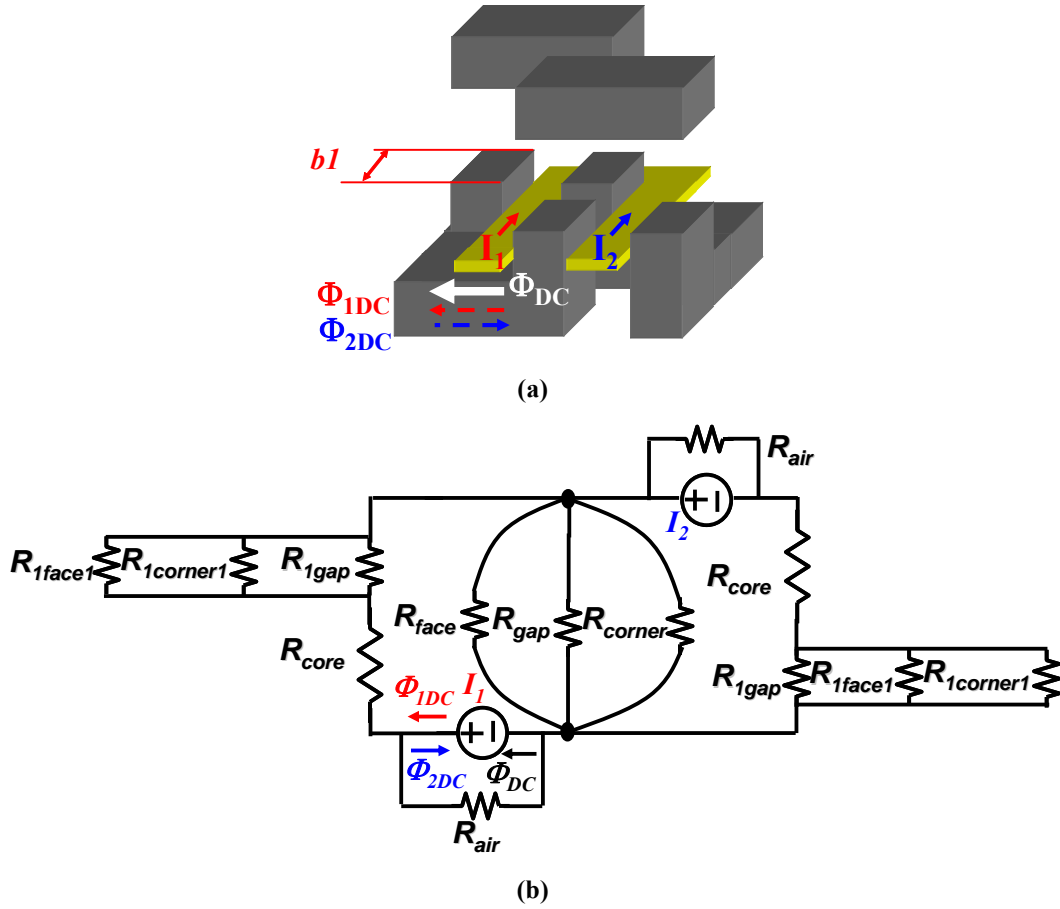 b1
I1
I2
ΦDC
Φ1DC
Φ2DC
(a)
Rair
I2
R1face1
R1corner1
R1gap
Rcore
Rface
Rgap
Rcorner
Rcore
R1gap
R1face1
R1corner1
Φ1DC
I1
Φ2DC
ΦDC
Rair
(b)